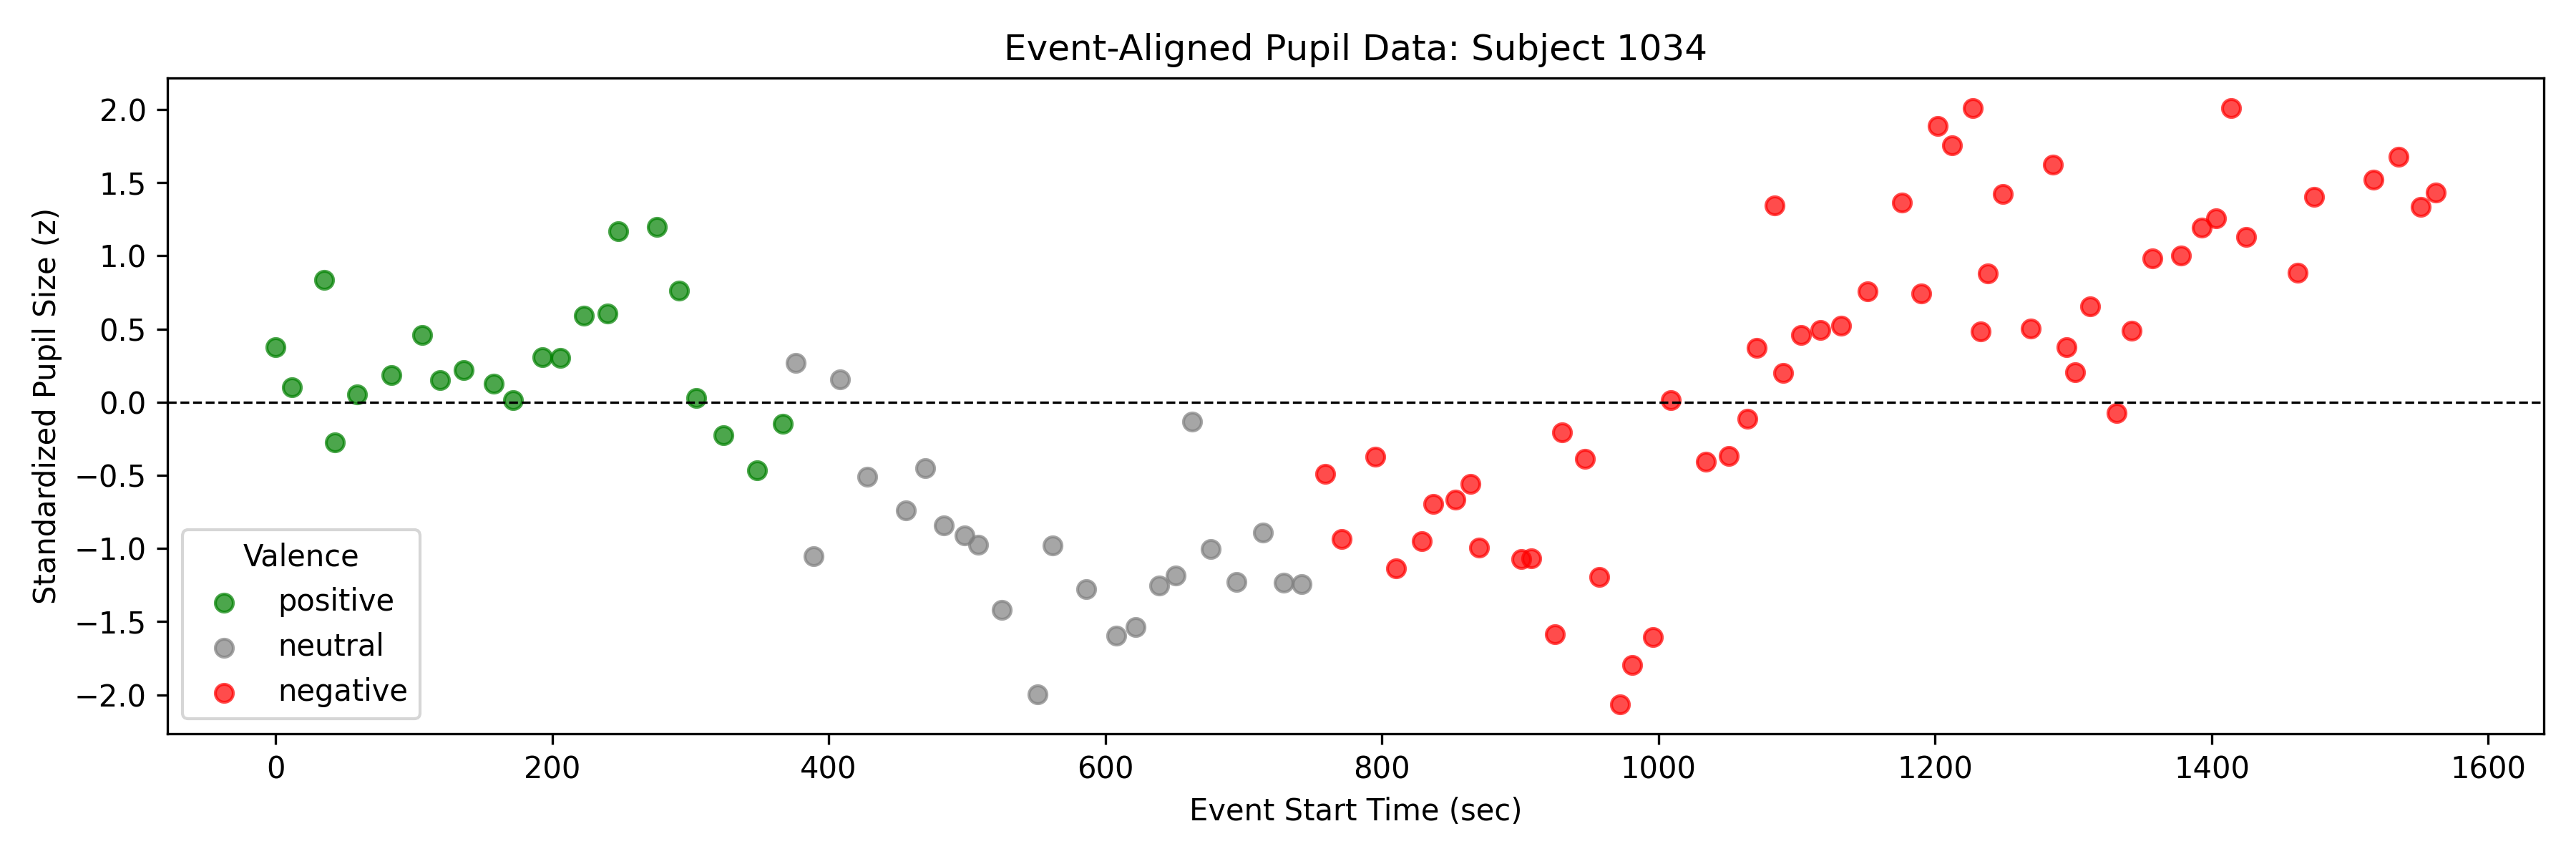 Event-Aligned Pupil Data: Subject 1034
Standardized Pupil Size (z)
2.0
1.5
1.0
0.5
0.0
−0.5
−1.0
−1.5
−2.0
Valence
positive
neutral
negative
0 200 400 600 800 1000 1200 1400 1600
Event Start Time (sec)